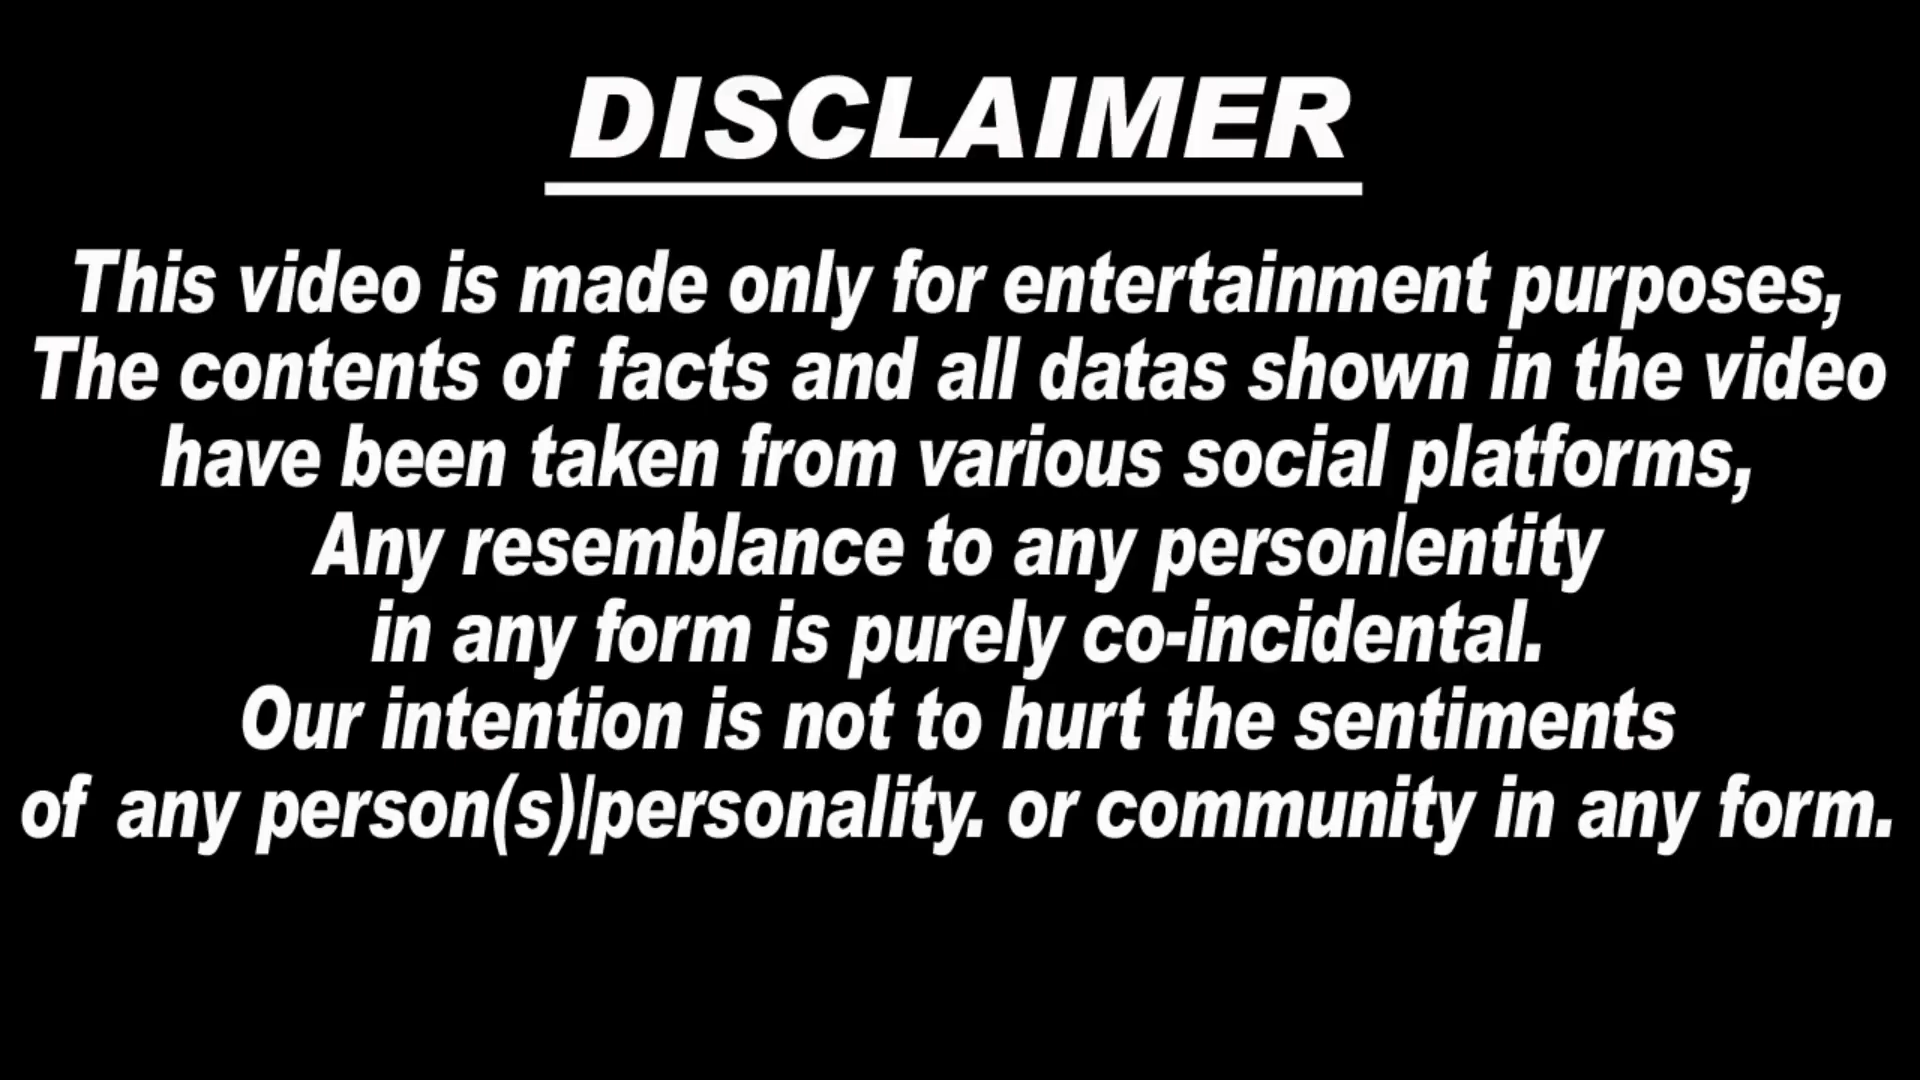 DISCLAIMER
This video is made only for entertainment purposes,
The contents of facts and all datas shown in the video
have been taken from various social platforms,
Any resemblance to any person/entity
in any form is purely co-incidental.
Our intention is not to hurt the sentiments
of any person(s)/personality. or community in any form.